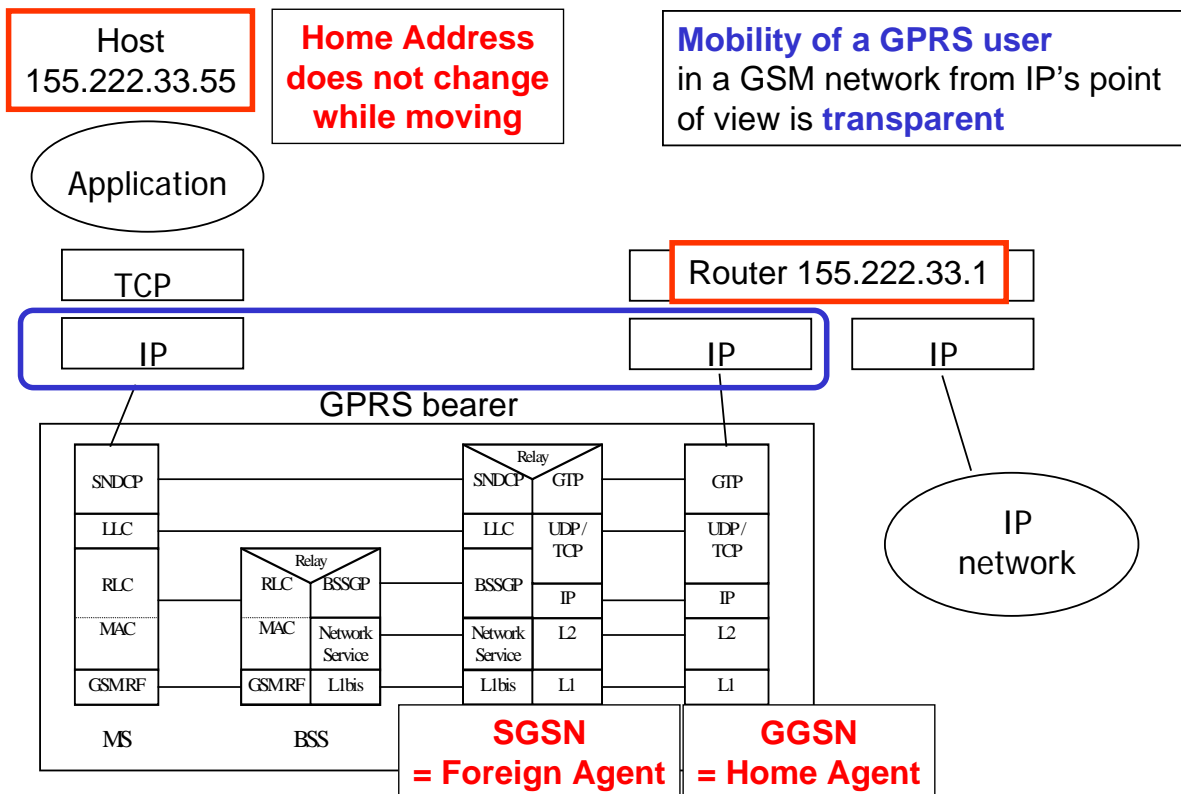 Host
155.222.33.55
Home Address
does not change
while moving
Mobility of a GPRS user
in a GSM network from IP's point
of view is transparent
Application
TCP
Router 155.222.33.1
IP
IP
IP
GPRS bearer
Relay
SNDCP
SNDCP
GTP
GTP
LLC
LLC
UDP /
TCP
UDP /
TCP
Relay
RLC
RLC
BSSGP
BSSGP
IP
IP
MAC
MAC
Network
Service
Network
Service
L2
L2
GSM RF
GSM RF
L1bis
L1bis
L1
L1
MS
BSS
SGSN
= Foreign Agent
GGSN
= Home Agent
IP
network